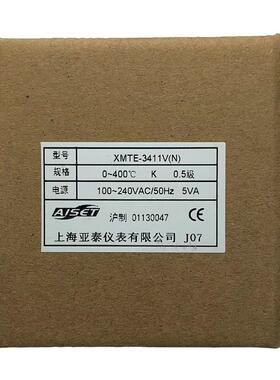 型号 XMTE-3411V(N)
规格 0~400℃ K 0.5级
电源 100~240VAC/50Hz 5VA
AISET 沪制 01130047 CE
上海亚泰仪表有限公司 J07